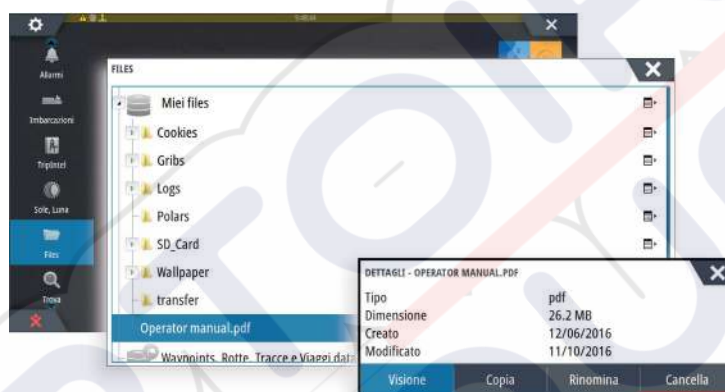 Allarmi
Imbarcazioni
TripIntel
Sole, Luna
Files
Trova
FILES
Miei files
Cookies
Gribs
Logs
Polars
SD_Card
Wallpaper
transfer
Operator manual.pdf
Waypoints, Rotte, Tracce e Viaggi data
DETTAGLI - OPERATOR MANUAL.PDF
Tipo pdf
Dimensione 26.2 MB
Creato 12/06/2016
Modificato 11/10/2016
Visione Copia Rinomina Cancella